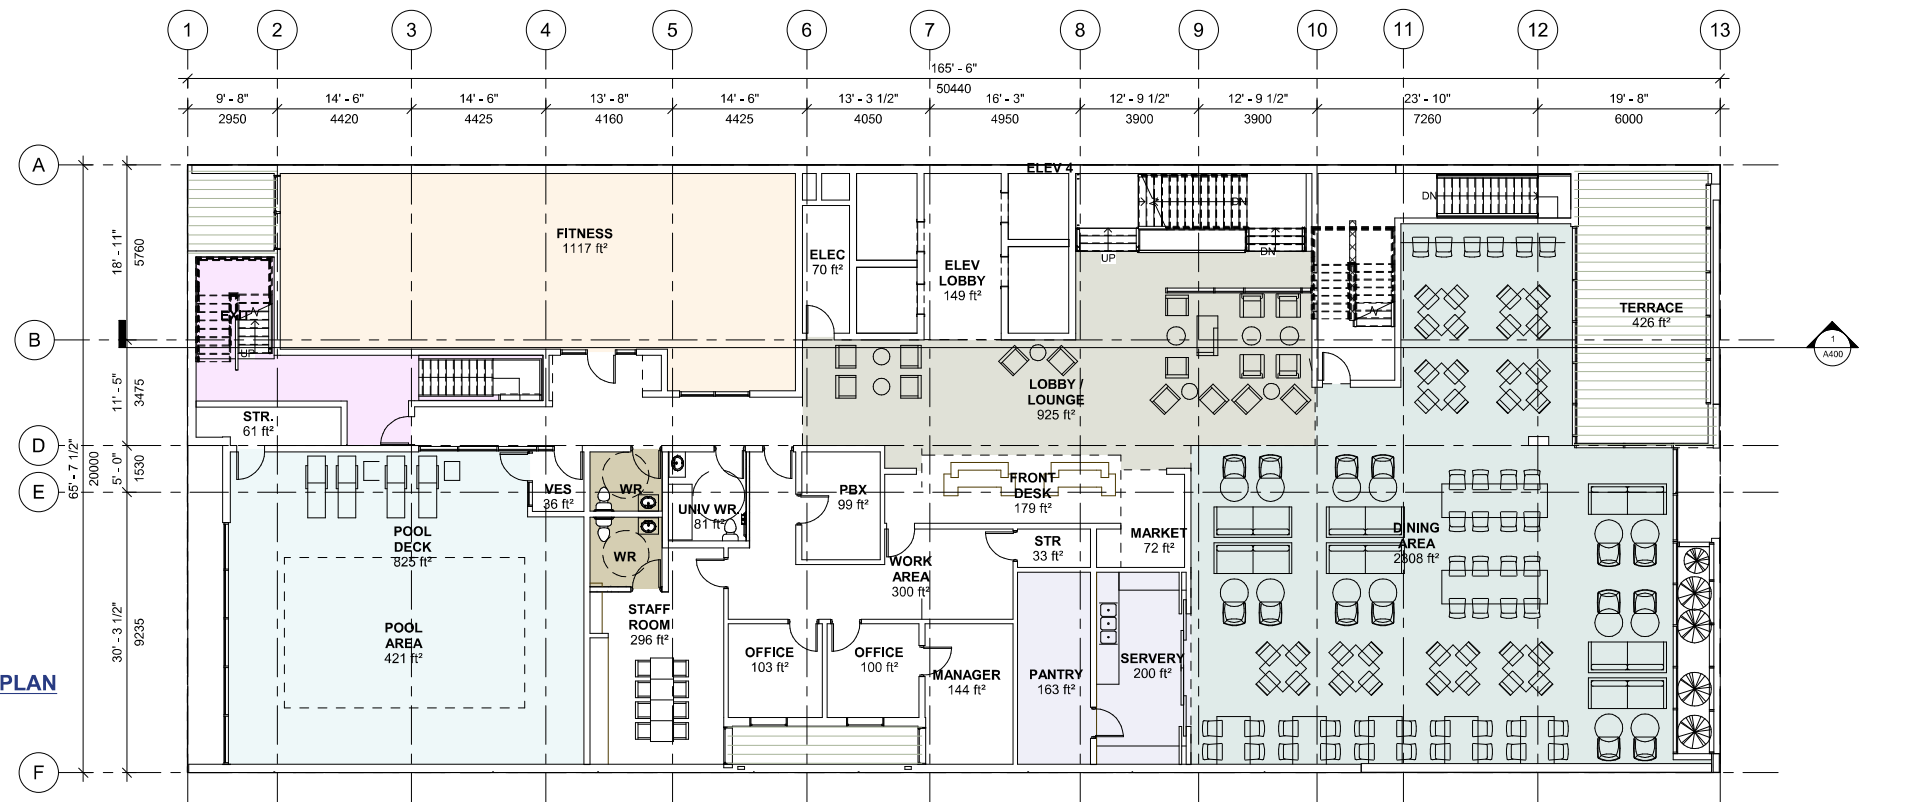 1 2 3 4 5 6 7 8 9 10 11 12 13
165' - 6"
50440
9' - 8" 14' - 6" 14' - 6" 13' - 8" 14' - 6" 13' - 3 1/2" 16' - 3" 12' - 9 1/2" 12' - 9 1/2" 23' - 10" 19' - 8"
2950 4420 4425 4160 4425 4050 4950 3900 3900 7260 6000
A
B
D
E
F
65' - 7 1/2"
20000
18' - 11"
5760
11' - 5"
3475
5' - 0"
1530
30' - 3 1/2"
9235
ELEV 4
FITNESS
1117 ft²
ELEC
70 ft²
ELEV
LOBBY
149 ft²
UP
DN
DN
DN
TERRACE
426 ft²
EXIT
UP
1
A400
LOBBY /
LOUNGE
925 ft²
STR.
61 ft²
VES
36 ft²
WR
WR
UNIV WR.
81 ft²
PBX
99 ft²
FRONT
DESK
179 ft²
MARKET
72 ft²
STR
33 ft²
DINING
AREA
2308 ft²
POOL
DECK
825 ft²
POOL
AREA
421 ft²
WORK
AREA
300 ft²
STAFF
ROOM
296 ft²
OFFICE
103 ft²
OFFICE
100 ft²
MANAGER
144 ft²
PANTRY
163 ft²
SERVERY
200 ft²
PLAN